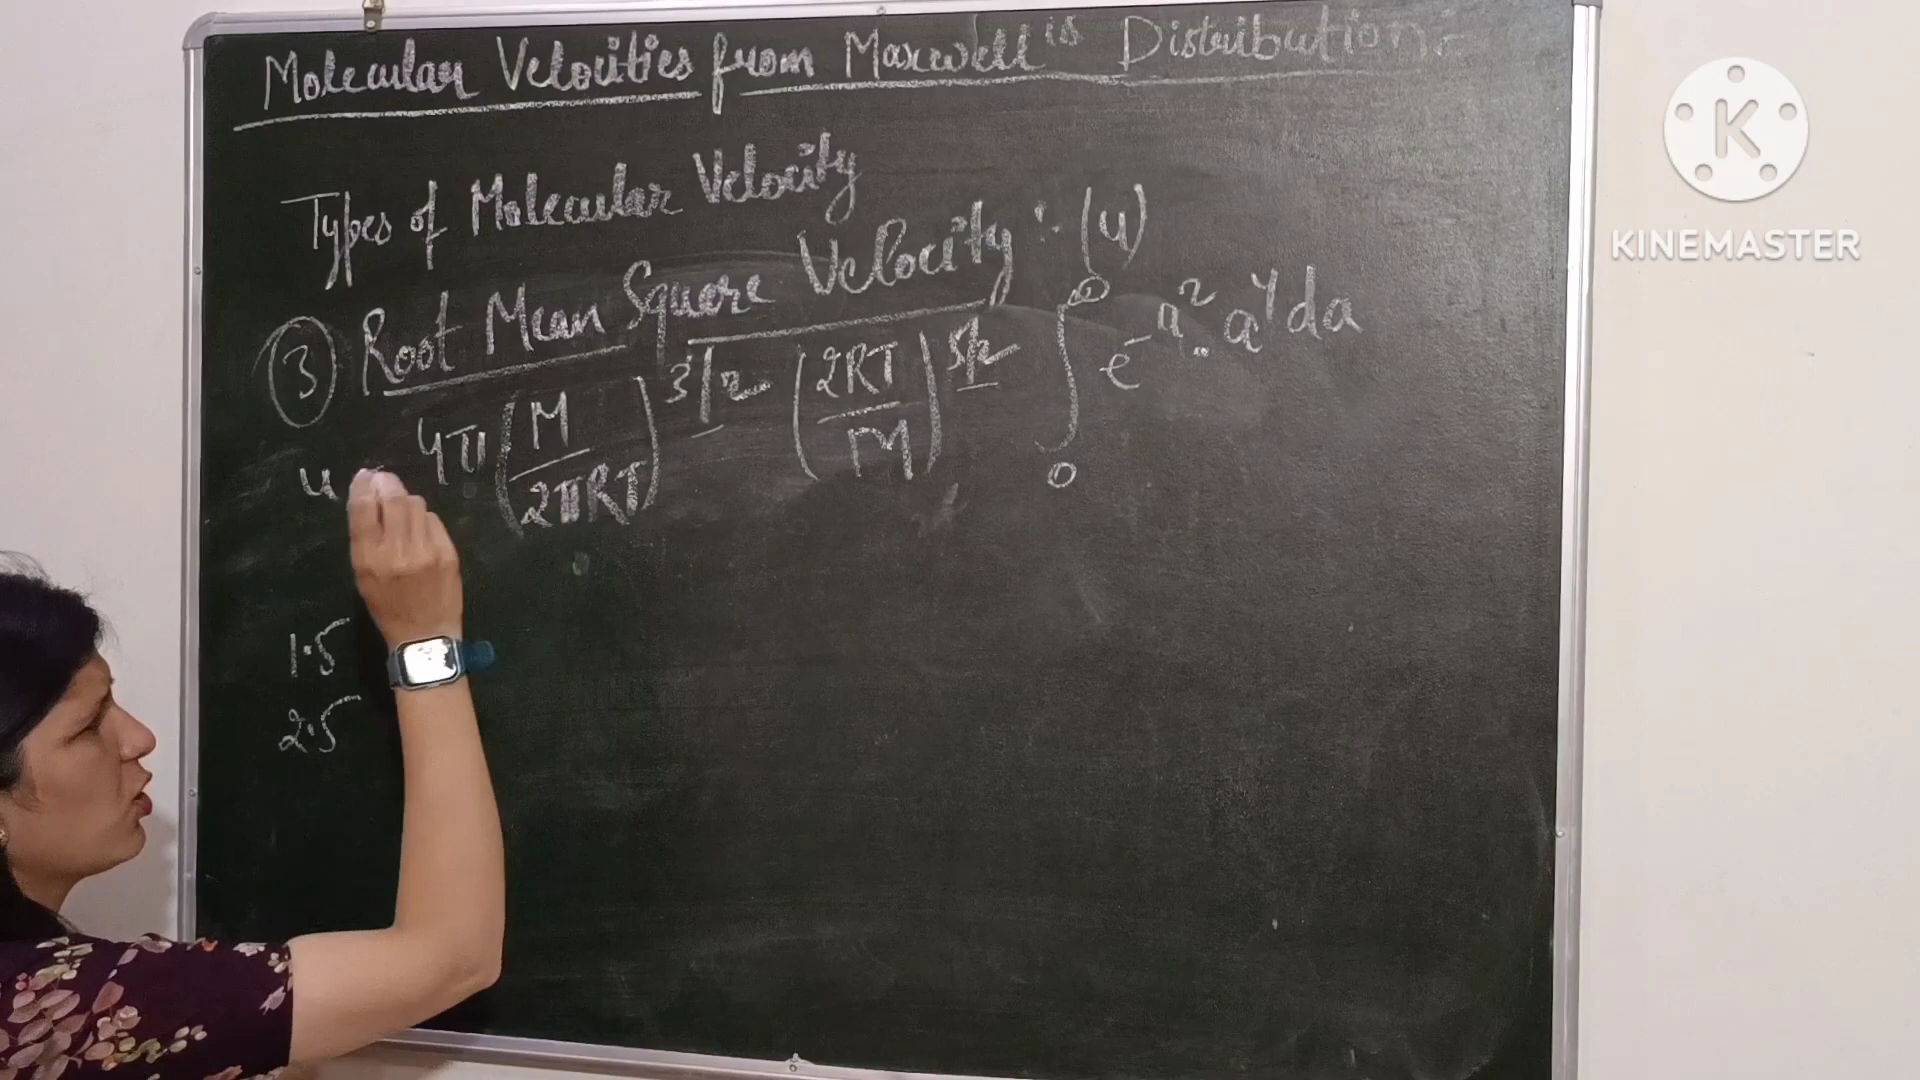 Molecular Velocities from Maxwell's Distribution:-
Types of Molecular Velocity
③ Root Mean Square Velocity :- (u)
u 4π (M/2πRT)^3/2 (2RT/M)^5/2 ∫₀^∞ e^-a² . a⁴ da
1.5
2.5
K
KINEMASTER